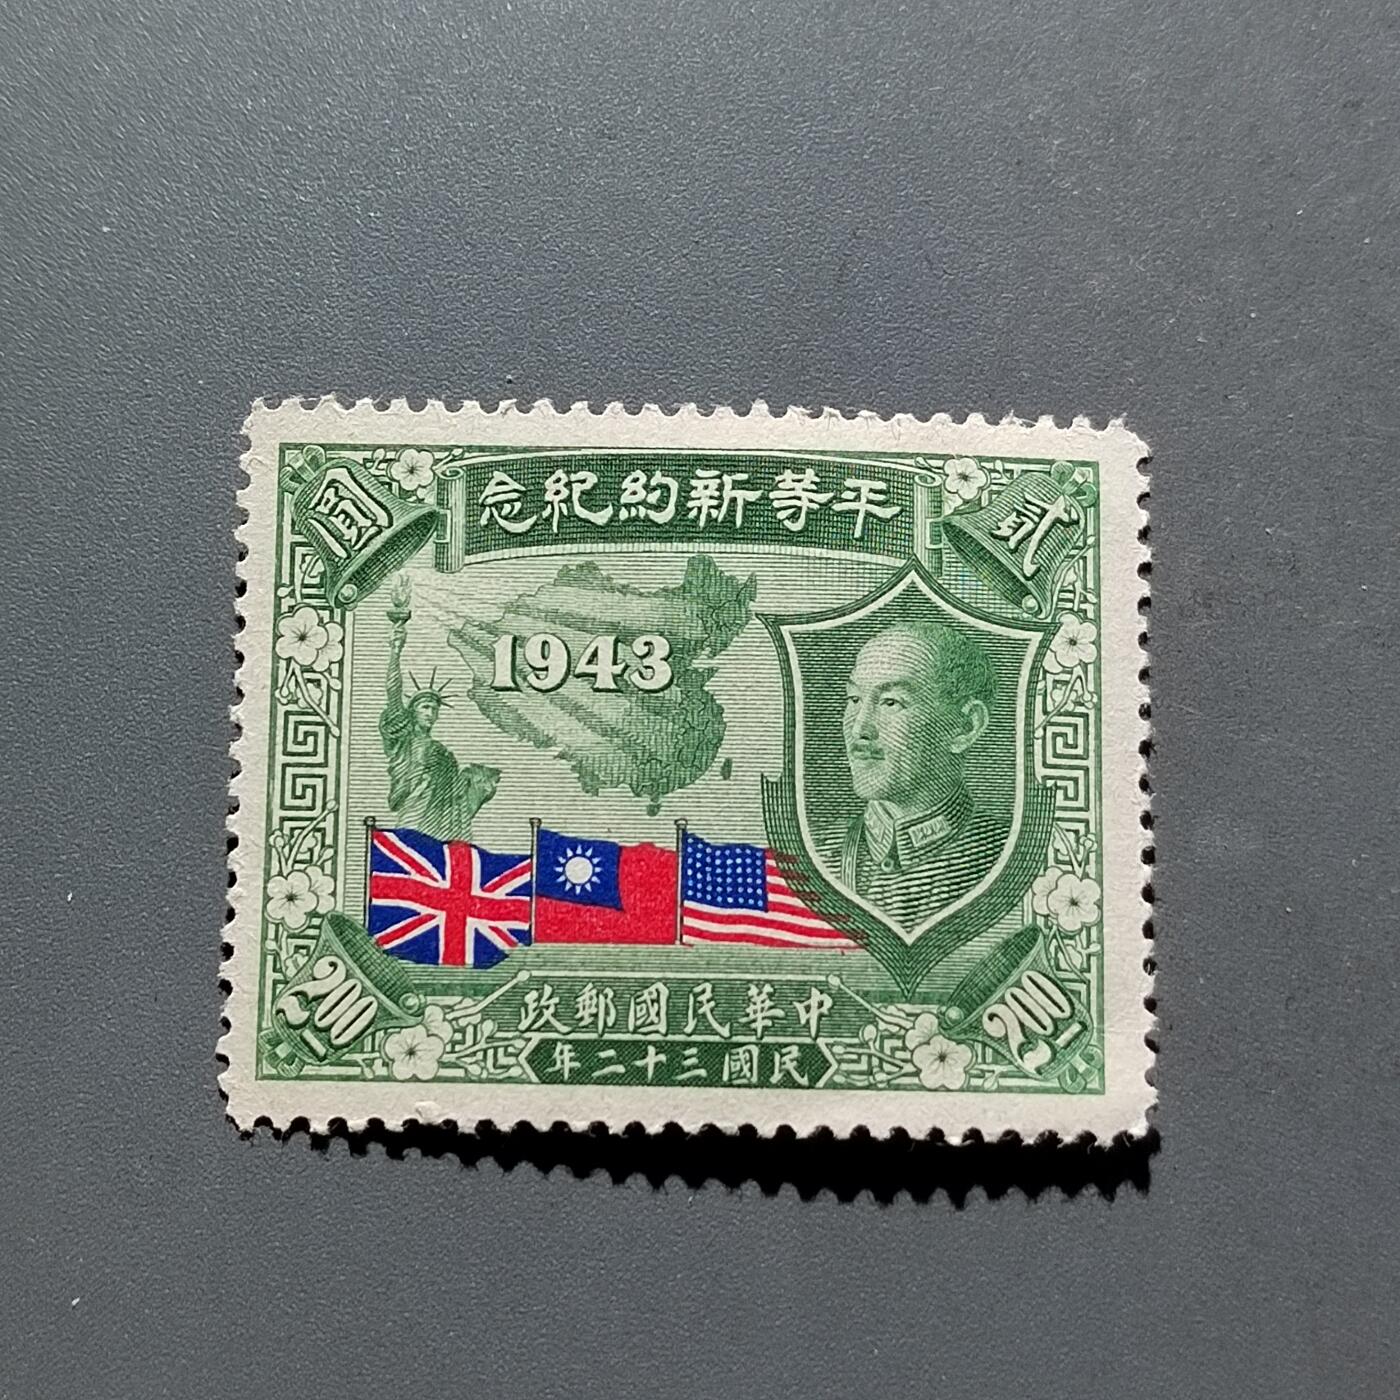 平等新約紀念
貳
圓
1943
200
200
中華民國郵政
民國三十二年